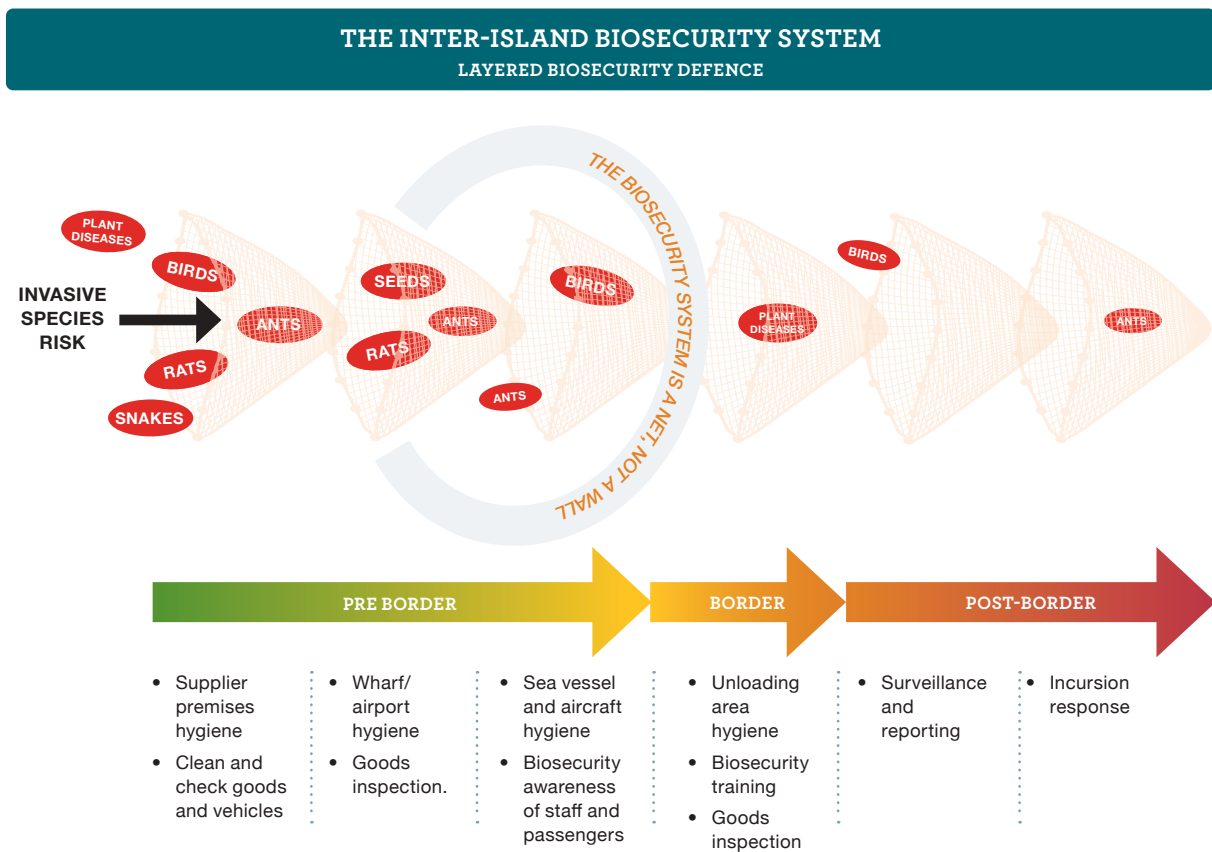 THE INTER-ISLAND BIOSECURITY SYSTEM
LAYERED BIOSECURITY DEFENCE
THE BIOSECURITY SYSTEM IS A NET, NOT A WALL
INVASIVE
SPECIES
RISK
PLANT
DISEASES
BIRDS
ANTS
RATS
SNAKES
SEEDS
ANTS
RATS
BIRDS
ANTS
PLANT
DISEASES
BIRDS
ANTS
PRE BORDER
BORDER
POST-BORDER
• Supplier
premises
hygiene
• Clean and
check goods
and vehicles
• Wharf/
airport
hygiene
• Goods
inspection.
• Sea vessel
and aircraft
hygiene
• Biosecurity
awareness
of staff and
passengers
• Unloading
area
hygiene
• Biosecurity
training
• Goods
inspection
• Surveillance
and
reporting
• Incursion
response